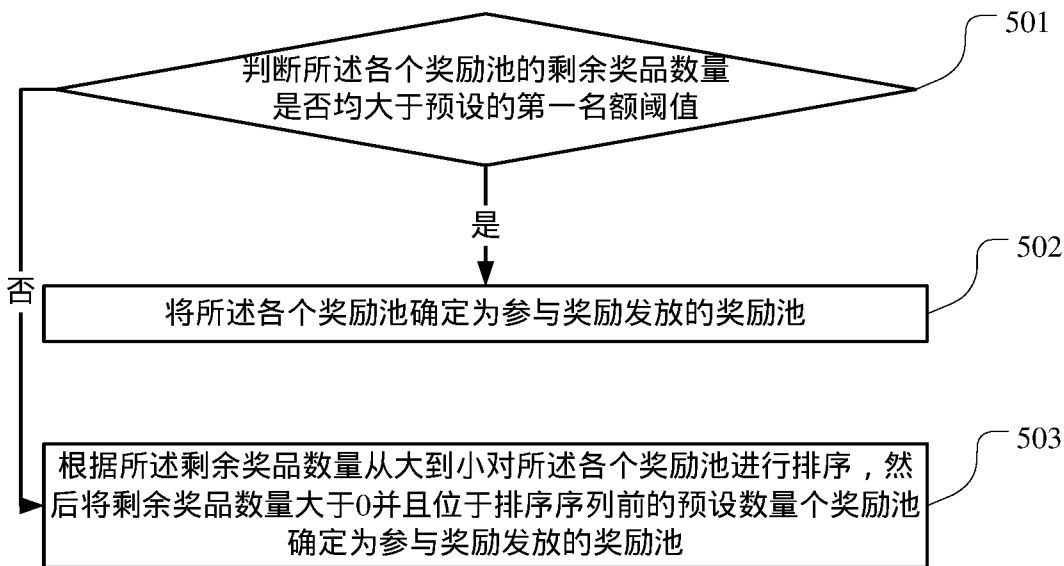 501
判断所述各个奖励池的剩余奖品数量
是否均大于预设的第一名额阈值
是
502
否
将所述各个奖励池确定为参与奖励发放的奖励池
503
根据所述剩余奖品数量从大到小对所述各个奖励池进行排序，然
后将剩余奖品数量大于0并且位于排序序列前的预设数量个奖励池
确定为参与奖励发放的奖励池